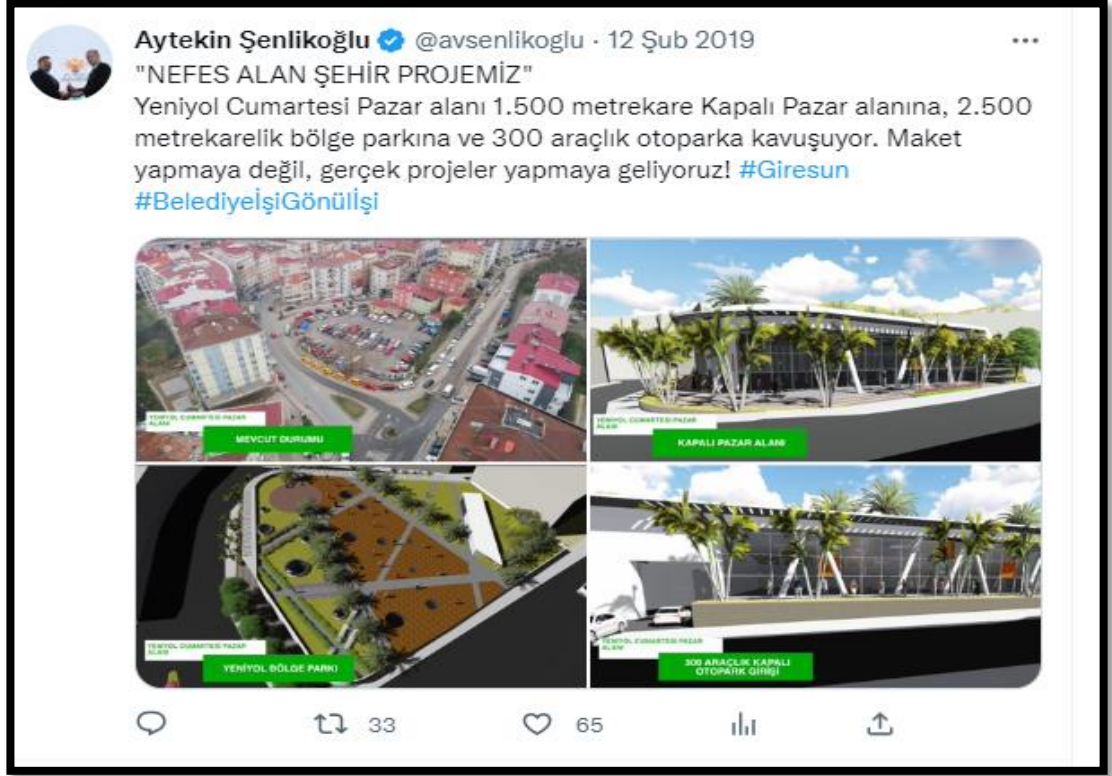 Aytekin Şenlikoğlu @avsenlikoglu · 12 Şub 2019
"NEFES ALAN ŞEHİR PROJEMİZ"
Yeniyol Cumartesi Pazar alanı 1.500 metrekare Kapalı Pazar alanına, 2.500
metrekarelik bölge parkına ve 300 araçlık otoparka kavuşuyor. Maket
yapmaya değil, gerçek projeler yapmaya geliyoruz! #Giresun
#BelediyeİşiGönülİşi
YENİYOL CUMARTESİ PAZAR
ALANI
MEVCUT DURUMU
YENİYOL CUMARTESİ PAZAR
ALANI
KAPALI PAZAR ALANI
YENİYOL CUMARTESİ PAZAR
ALANI
YENİYOL BÖLGE PARKI
YENİYOL CUMARTESİ PAZAR
ALANI
300 ARAÇLIK KAPALI
OTOPARK GİRİŞİ
33
65